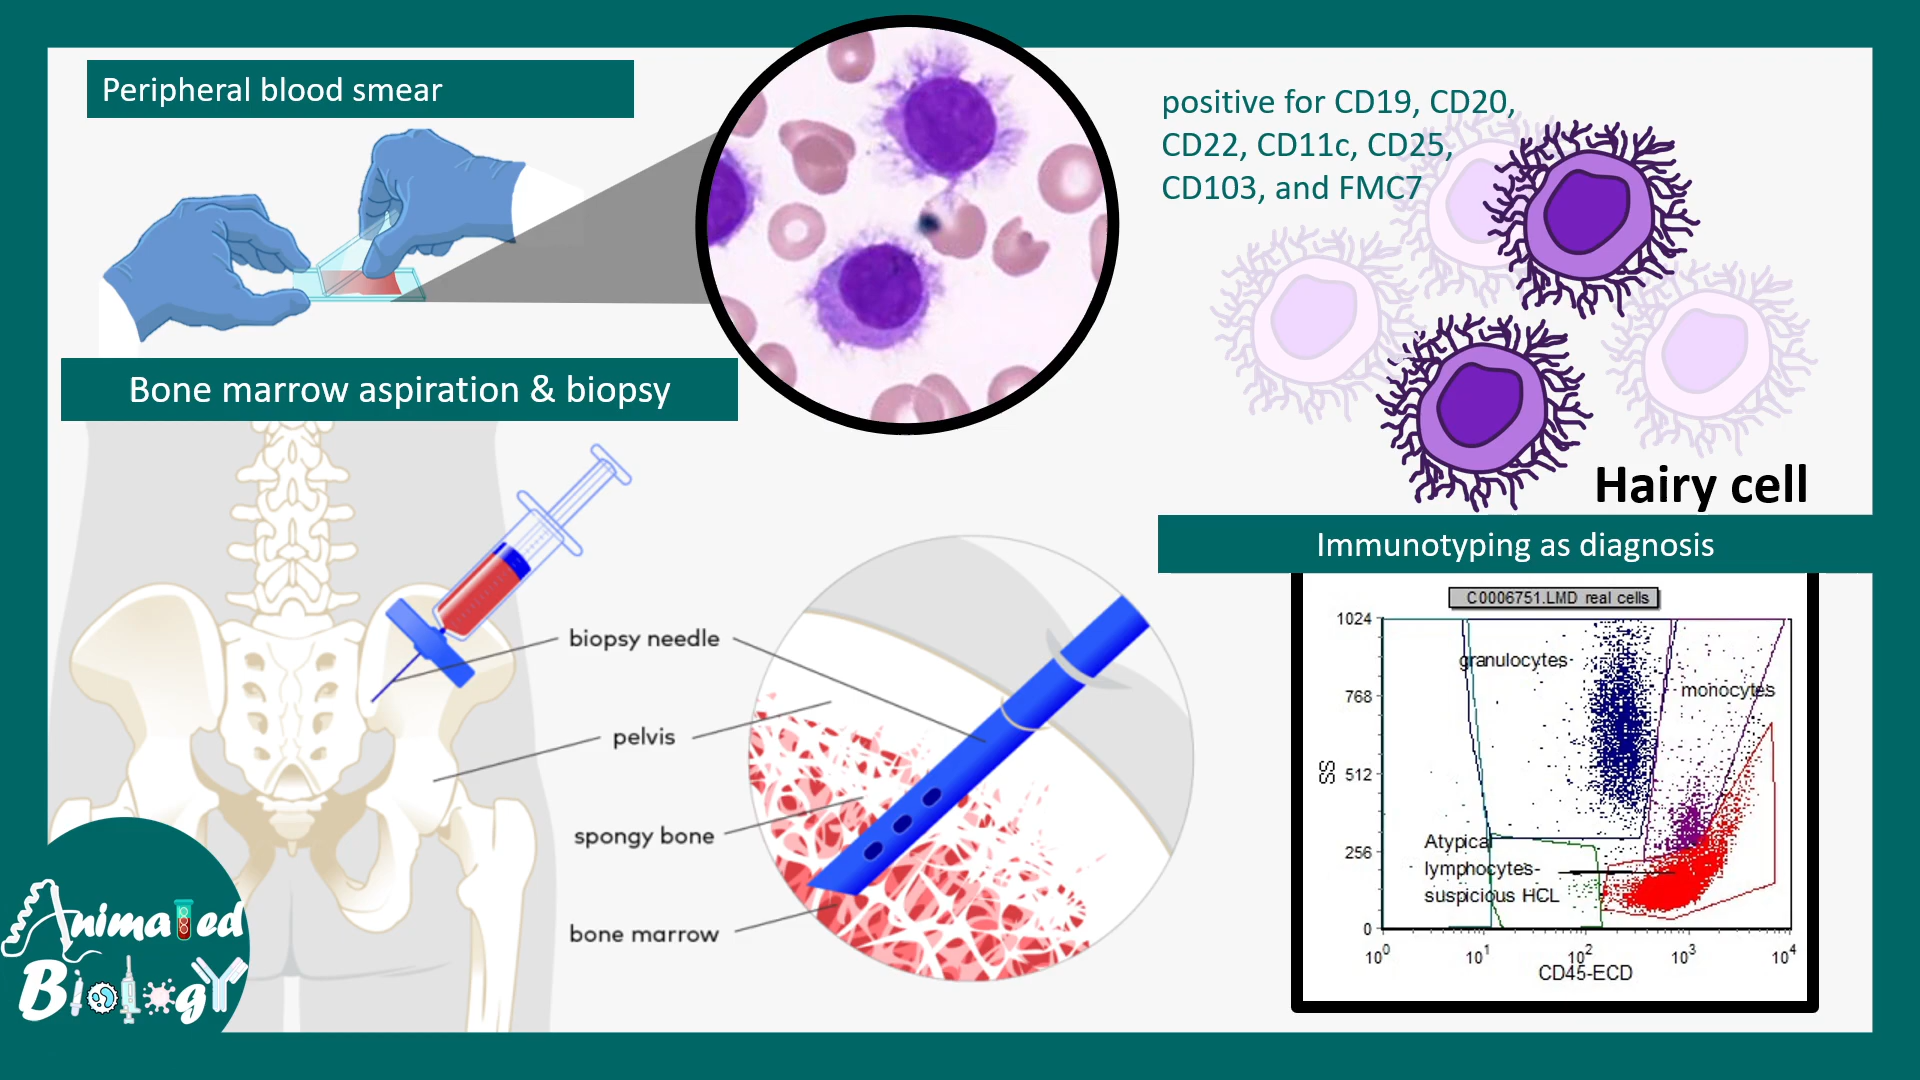 Peripheral blood smear
positive for CD19, CD20,
CD22, CD11c, CD25,
CD103, and FMC7
Bone marrow aspiration & biopsy
Hairy cell
Immunotyping as diagnosis
biopsy needle
pelvis
spongy bone
bone marrow
C0006751.LMD real cells
1024
768
512
256
0
SS
granulocytes-
monocytes
Atypical
lymphocytes-
suspicious HCL
10^0 10^1 10^2 10^3 10^4
CD45-ECD
Animated
Biology